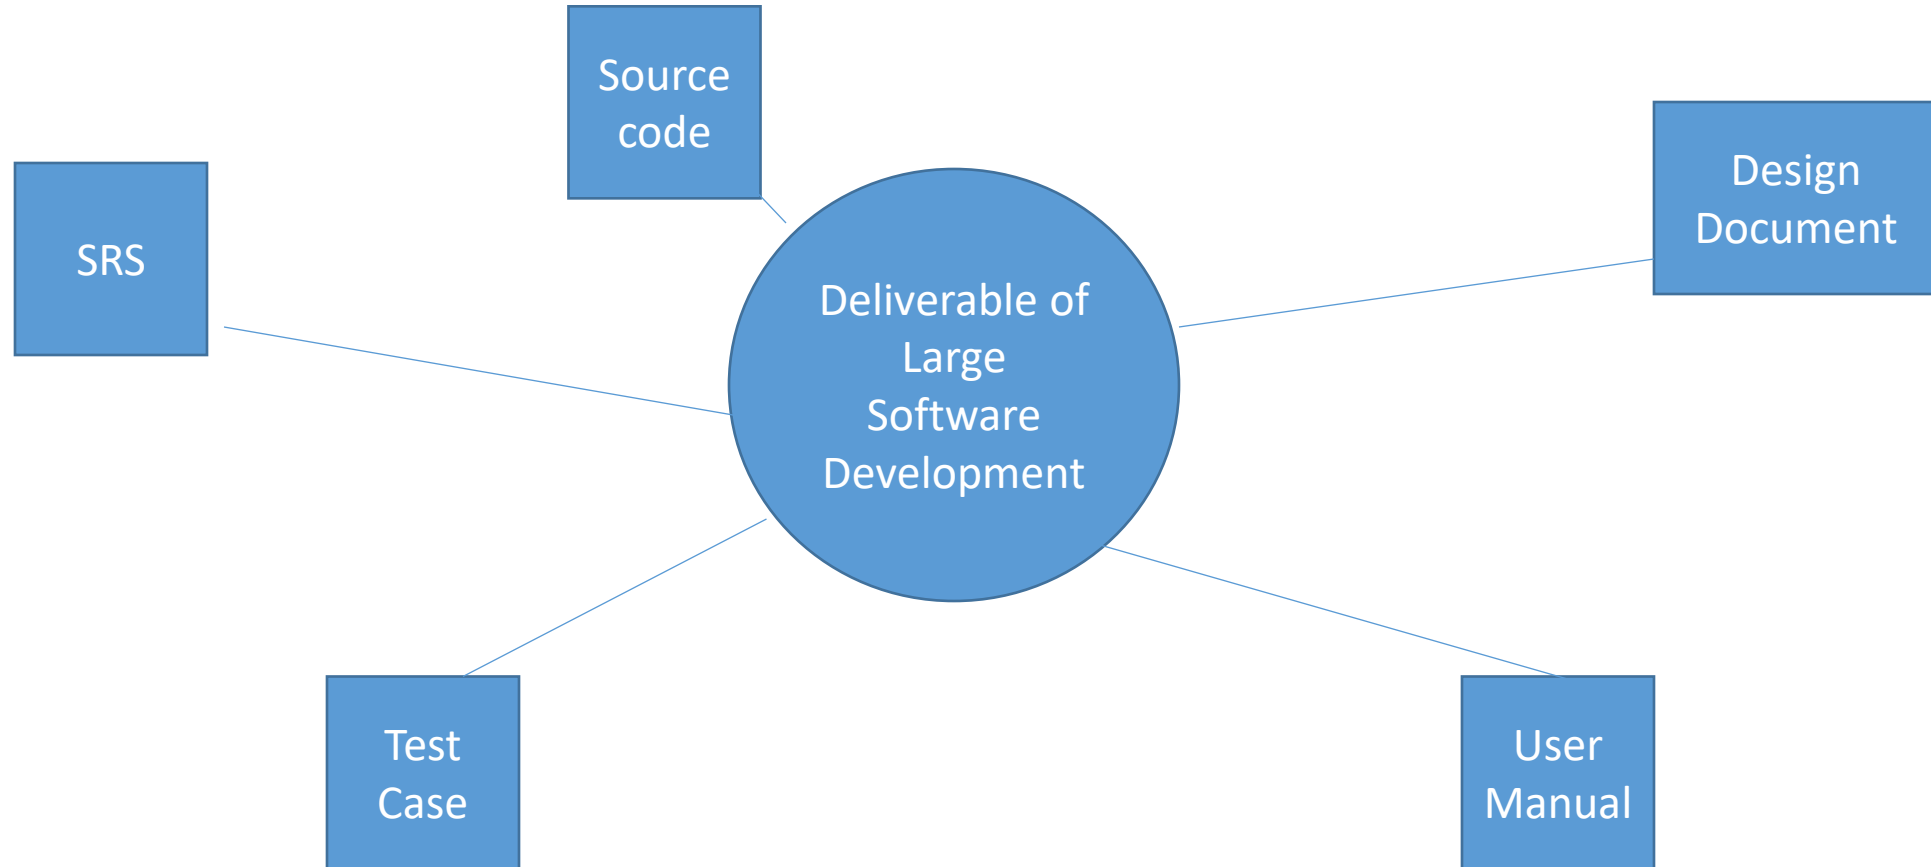 Source
code
Design
Document
SRS
Deliverable of
Large
Software
Development
Test
Case
User
Manual